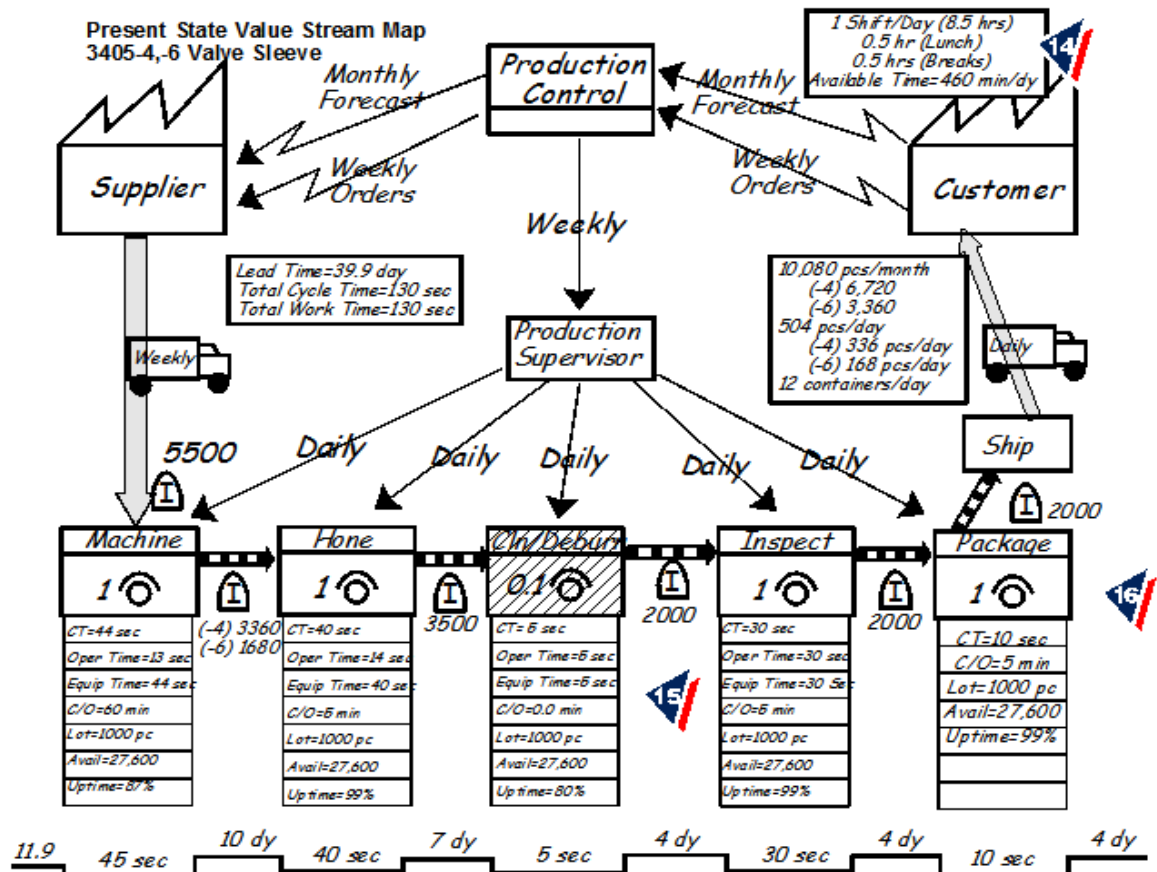 Present State Value Stream Map
3405-4,-6 Valve Sleeve
1 Shift/Day (8.5 hrs)
0.5 hr (Lunch)
0.5 hrs (Breaks)
Available Time=460 min/dy
14
Production
Control
Monthly
Forecast
Monthly
Forecast
Weekly
Orders
Weekly
Orders
Supplier
Customer
Weekly
Lead Time=39.9 day
Total Cycle Time=130 sec
Total Work Time=130 sec
10,080 pcs/month
(-4) 6,720
(-6) 3,360
504 pcs/day
(-4) 336 pcs/day
(-6) 168 pcs/day
12 containers/day
Production
Supervisor
Weekly
Daily
Ship
Daily
Daily
Daily
Daily
Daily
5500
I
I
2000
Machine
Hone
Cln/Deburr
Inspect
Package
1
1
0.1
1
1
I
I
I
I
(-4) 3360
(-6) 1680
3500
2000
2000
16
CT=44 sec
Oper Time=13 sec
Equip Time=44 sec
C/O=60 min
Lot=1000 pc
Avail=27,600
Uptime=87%
CT=40 sec
Oper Time=14 sec
Equip Time=40 sec
C/O=5 min
Lot=1000 pc
Avail=27,600
Uptime=99%
CT= 5 sec
Oper Time=5 sec
Equip Time=5 sec
C/O=0.0 min
Lot=1000 pc
Avail=27,600
Uptime=80%
15
CT=30 sec
Oper Time=30 sec
Equip Time=30 Sec
C/O=5 min
Lot=1000 pc
Avail=27,600
Uptime=99%
CT=10 sec
C/O=5 min
Lot=1000 pc
Avail=27,600
Uptime=99%
11.9
45 sec
10 dy
40 sec
7 dy
5 sec
4 dy
30 sec
4 dy
10 sec
4 dy